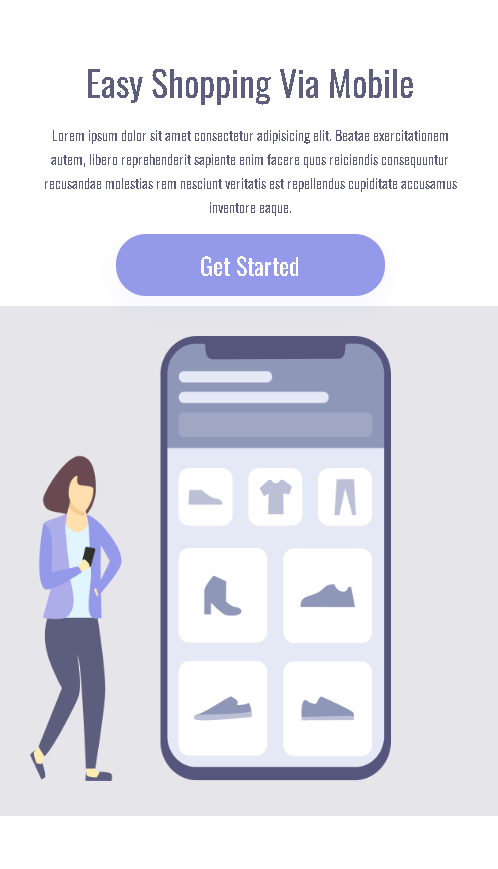 Easy Shopping Via Mobile
Lorem ipsum dolor sit amet consectetur adipisicing elit. Beatae exercitationem
autem, libero reprehenderit sapiente enim facere quos reiciendis consequuntur
recusandae molestias rem nesciunt veritatis est repellendus cupiditate accusamus
inventore eaque.
Get Started